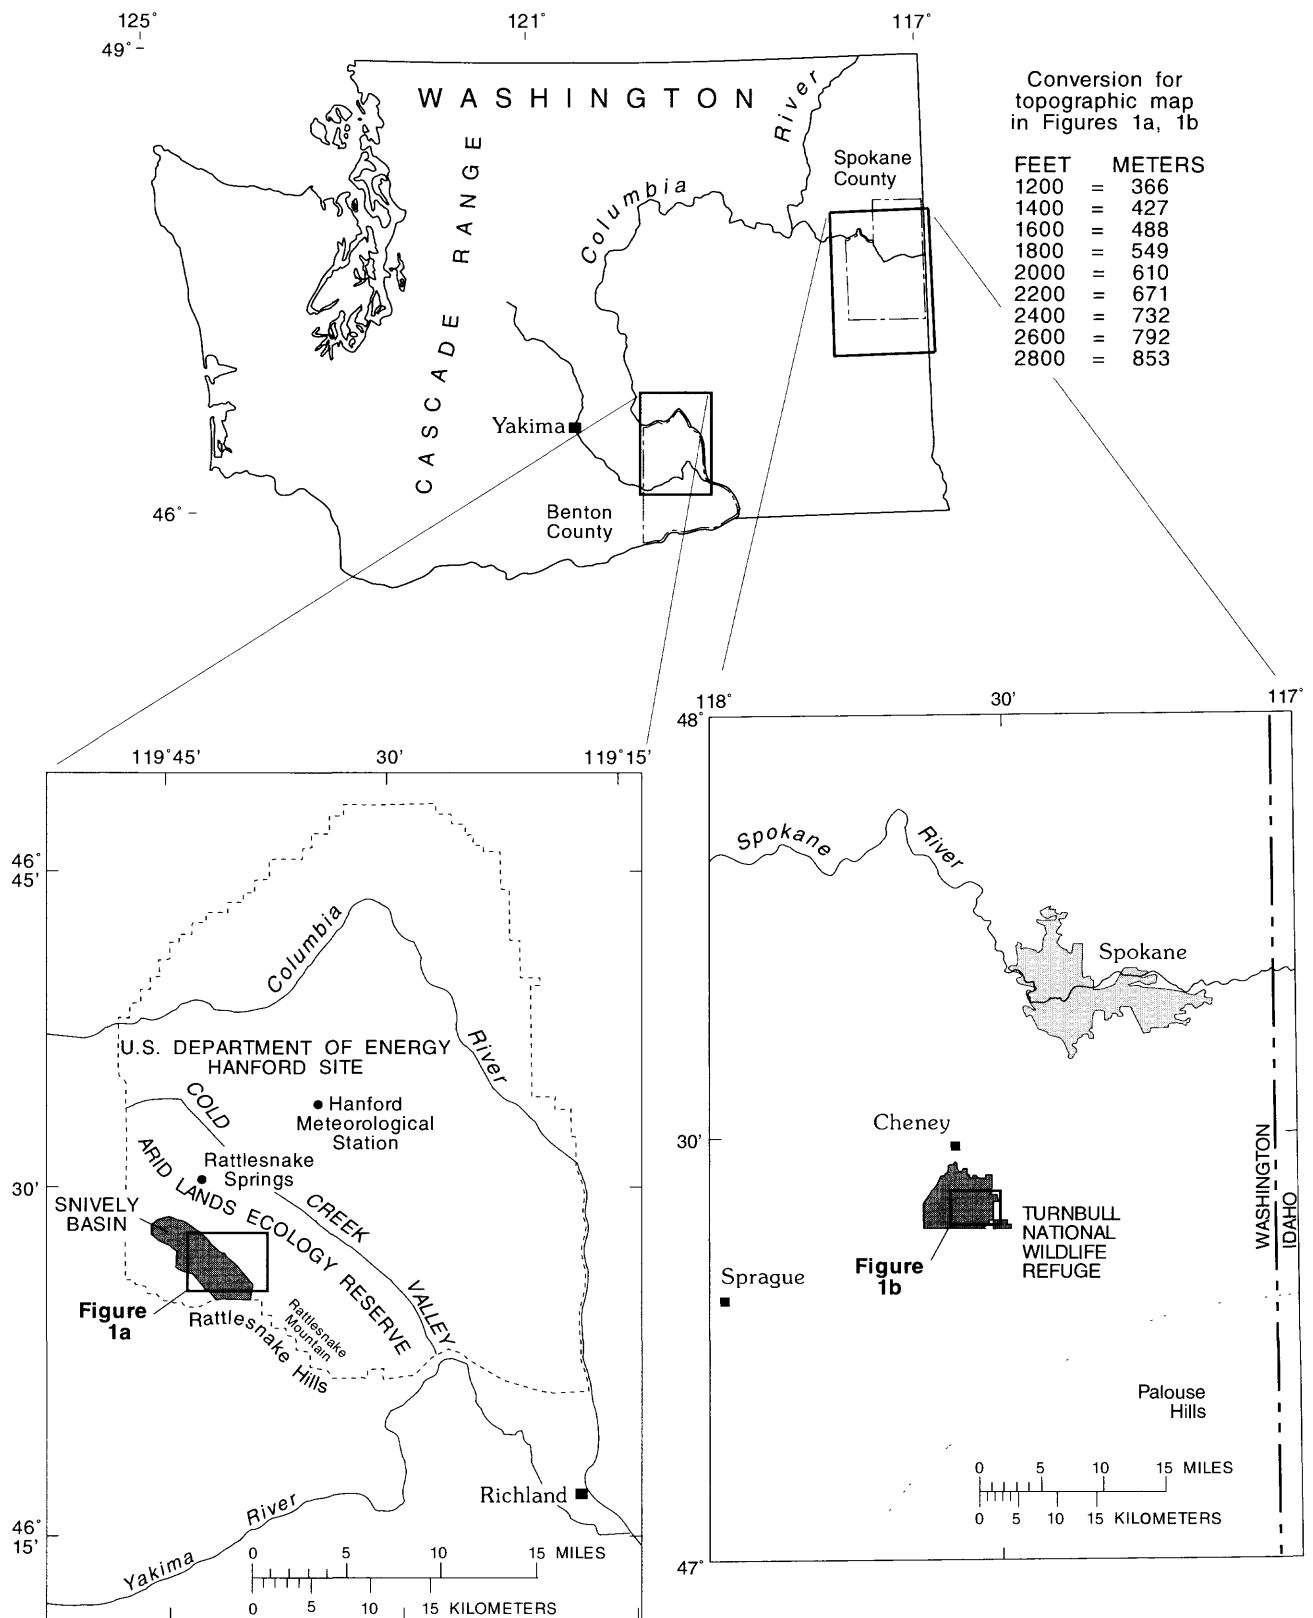 125° 121° 117°
49°
WASHINGTON
CASCADE RANGE
Columbia River
Spokane
County
Yakima
46°
Benton
County
Conversion for
topographic map
in Figures 1a, 1b
FEET METERS
1200 = 366
1400 = 427
1600 = 488
1800 = 549
2000 = 610
2200 = 671
2400 = 732
2600 = 792
2800 = 853
119°45' 30' 119°15'
46°
45'
Columbia
River
U.S. DEPARTMENT OF ENERGY
HANFORD SITE
COLD CREEK VALLEY
Hanford
Meteorological
Station
Rattlesnake
Springs
ARID LANDS ECOLOGY RESERVE
30'
SNIVELY
BASIN
Figure
1a
Rattlesnake Hills
Rattlesnake
Mountain
Richland
Yakima River
46°
15'
0 5 10 15 MILES
0 5 10 15 KILOMETERS
118° 30' 117°
48°
Spokane River
Spokane
Cheney
30'
TURNBULL
NATIONAL
WILDLIFE
REFUGE
Figure
1b
Sprague
WASHINGTON
IDAHO
Palouse
Hills
0 5 10 15 MILES
0 5 10 15 KILOMETERS
47°